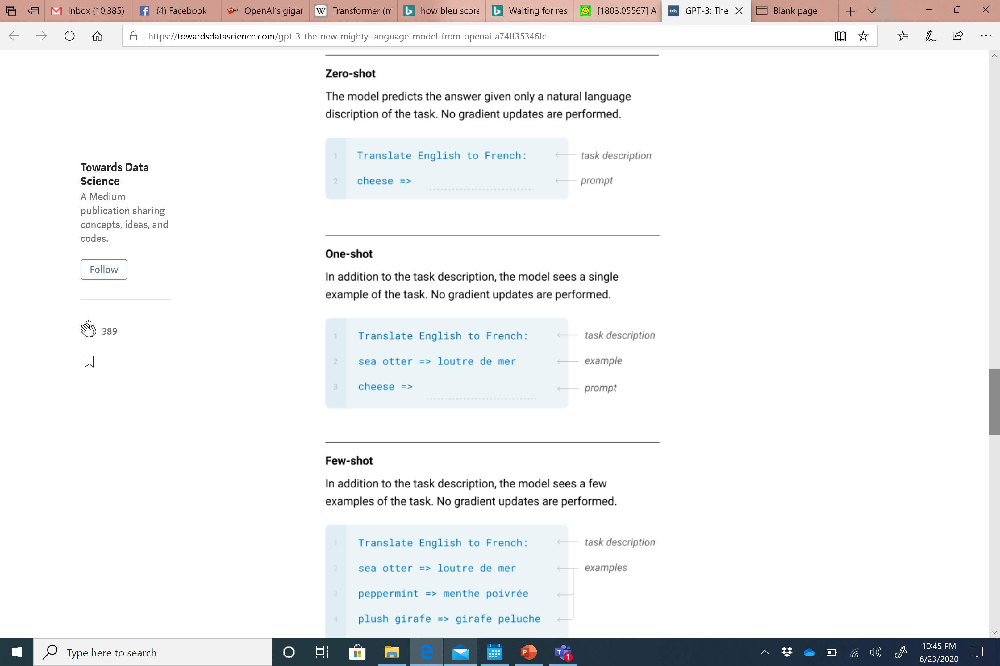 Inbox (10,385)
(4) Facebook
ZDNet
OpenAI's gigar
W
Transformer (m
how bleu score
Waiting for res
[1803.05567] A
tds
GPT-3: The
Blank page
https://towardsdatascience.com/gpt-3-the-new-mighty-language-model-from-openai-a74ff35346fc
Towards Data
Science
A Medium
publication sharing
concepts, ideas, and
codes.
Follow
389
Zero-shot
The model predicts the answer given only a natural language
discription of the task. No gradient updates are performed.
1 Translate English to French: task description
2 cheese => prompt
One-shot
In addition to the task description, the model sees a single
example of the task. No gradient updates are performed.
1 Translate English to French: task description
2 sea otter => loutre de mer example
3 cheese => prompt
Few-shot
In addition to the task description, the model sees a few
examples of the task. No gradient updates are performed.
1 Translate English to French: task description
2 sea otter => loutre de mer examples
3 peppermint => menthe poivrée
4 plush girafe => girafe peluche
Type here to search
P
T
1
10:45 PM
6/23/2020